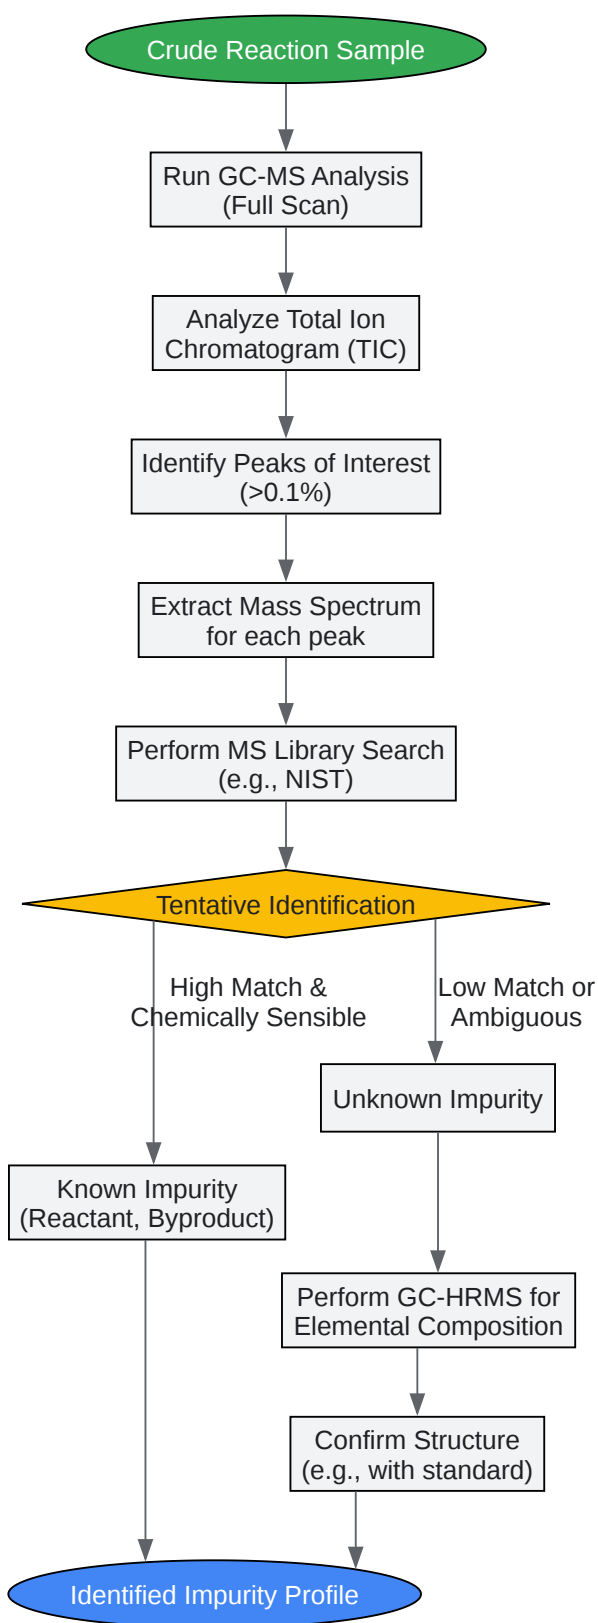 Crude Reaction Sample
Run GC-MS Analysis
(Full Scan)
Analyze Total Ion
Chromatogram (TIC)
Identify Peaks of Interest
(>0.1%)
Extract Mass Spectrum
for each peak
Perform MS Library Search
(e.g., NIST)
Tentative Identification
High Match &
Chemically Sensible
Low Match or
Ambiguous
Unknown Impurity
Known Impurity
(Reactant, Byproduct)
Perform GC-HRMS for
Elemental Composition
Confirm Structure
(e.g., with standard)
Identified Impurity Profile